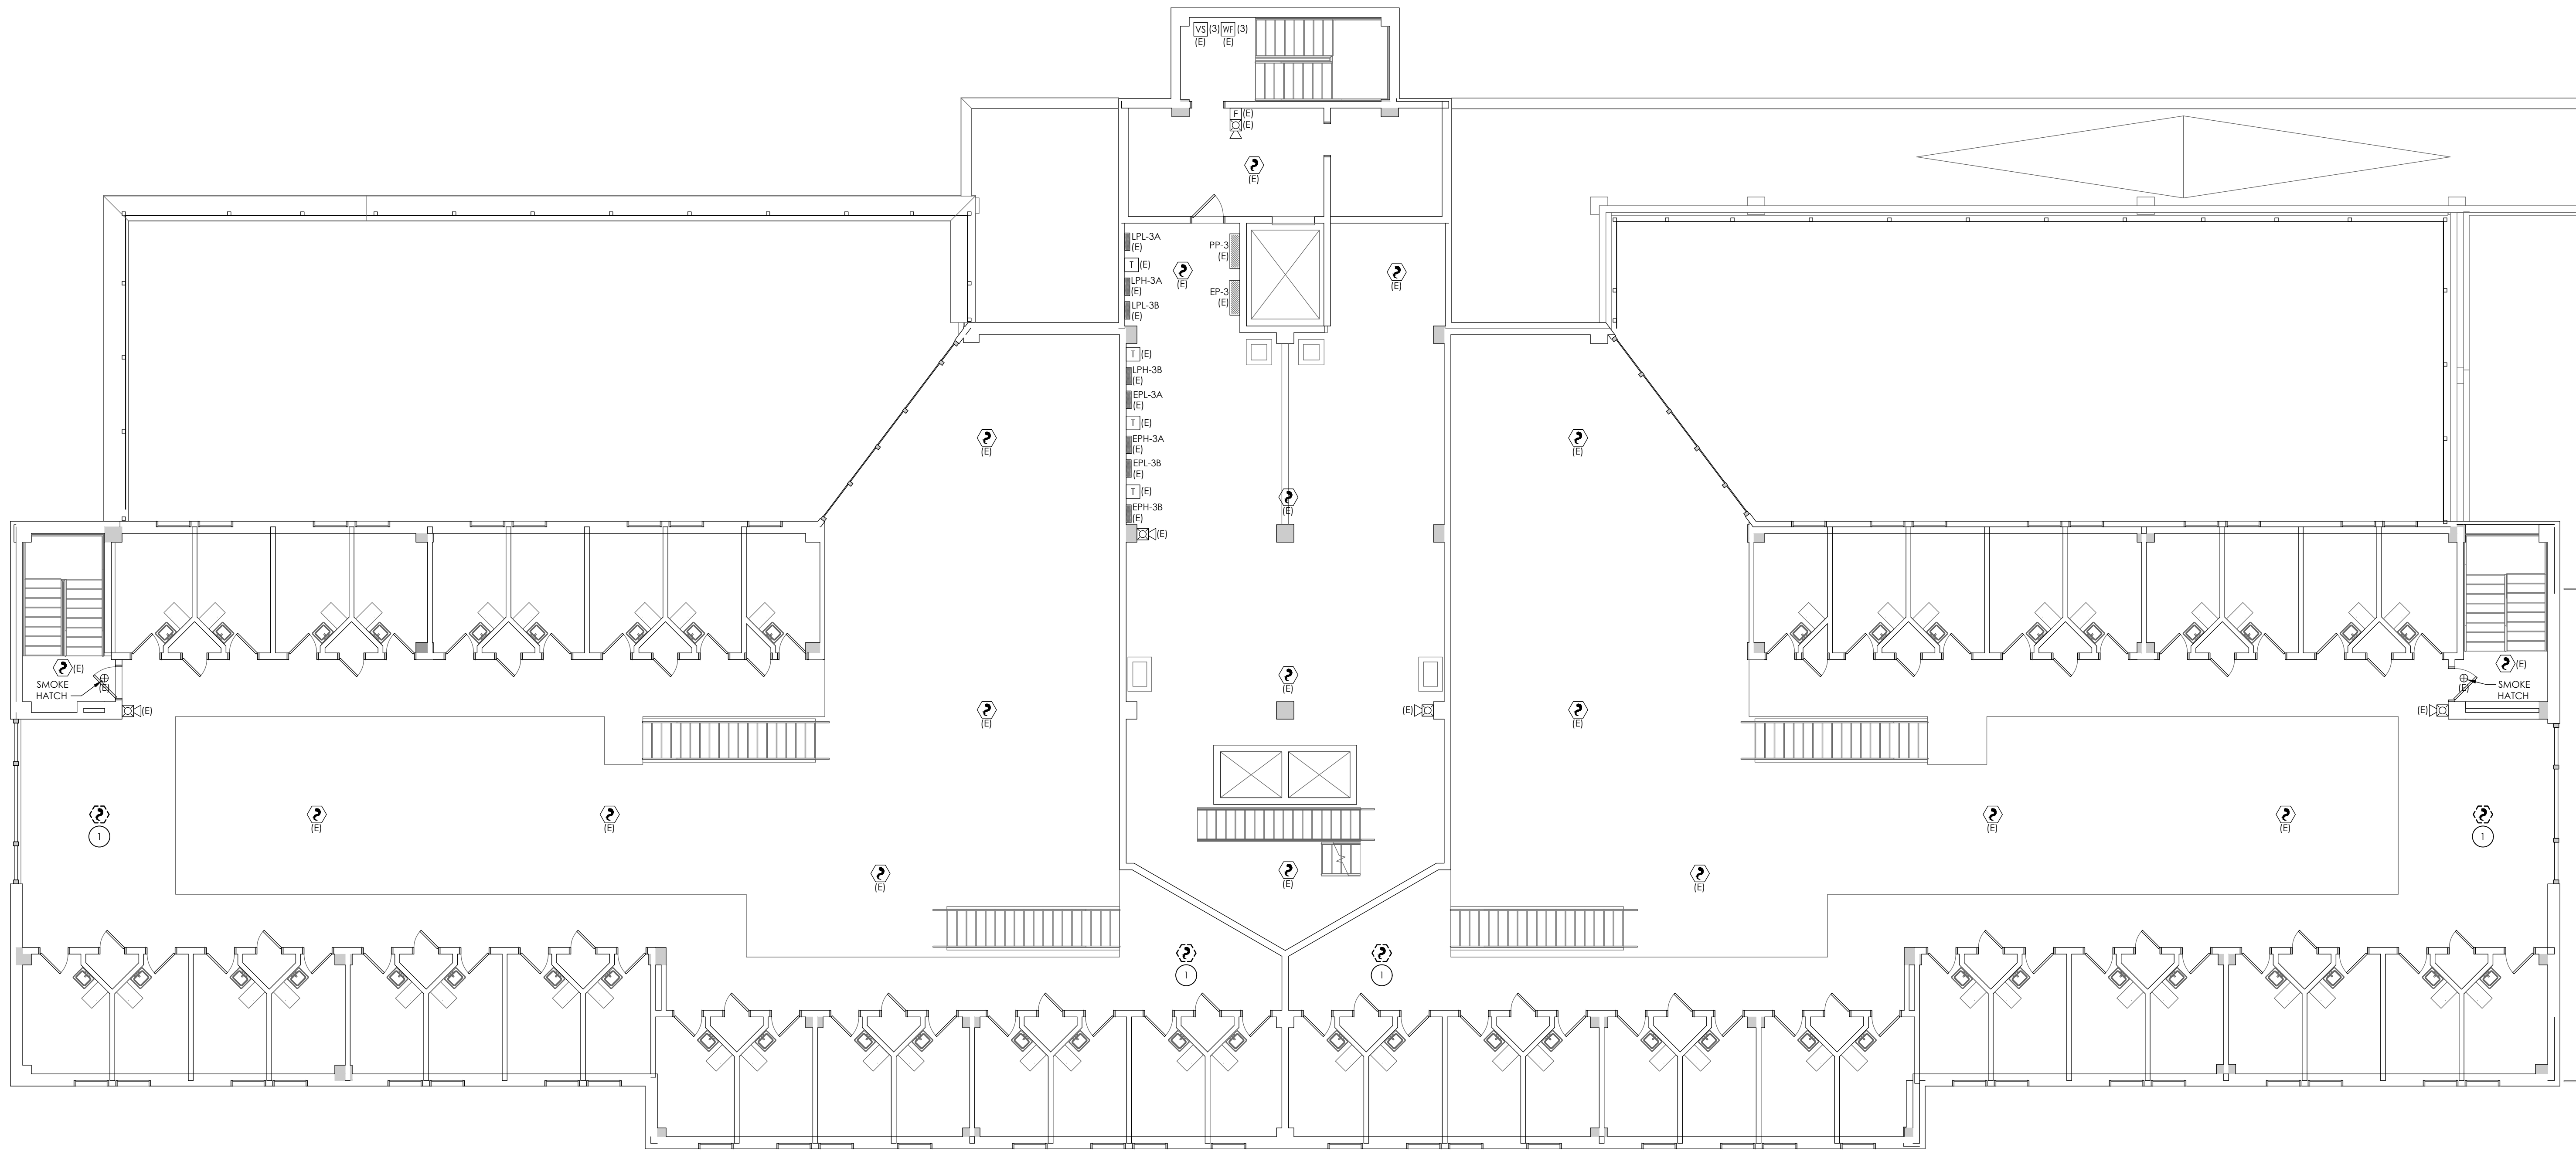 VS (3) WF (3)
(E) (E)
F (E)
(E)
(E)
LPL-3A
(E)
T (E)
LPH-3A
(E)
LPL-3B
(E)
PP-3
(E)
EP-3
(E)
(E)
(E)
T (E)
LPH-3B
(E)
EPL-3A
(E)
T (E)
EPH-3A
(E)
EPL-3B
(E)
T (E)
EPH-3B
(E)
(E)
(E)
(E)
(E)
(E)
SMOKE
HATCH
(E)
(E)
(E)
(E)
(E)
(E)
(E)
(E)
SMOKE
HATCH
(E)
(E)
1
(E)
(E)
(E)
(E)
(E)
(E)
(E)
1
1
1